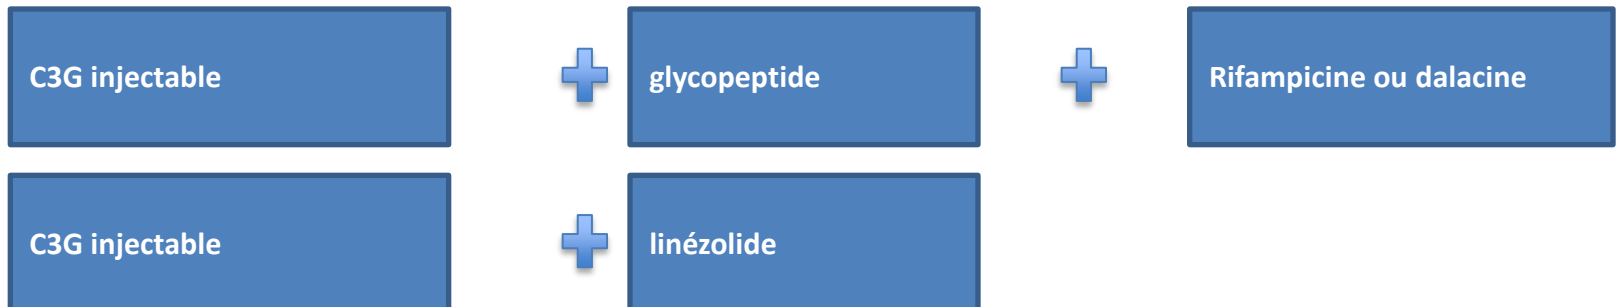 C3G injectable
glycopeptide
Rifampicine ou dalacine
C3G injectable
linézolide